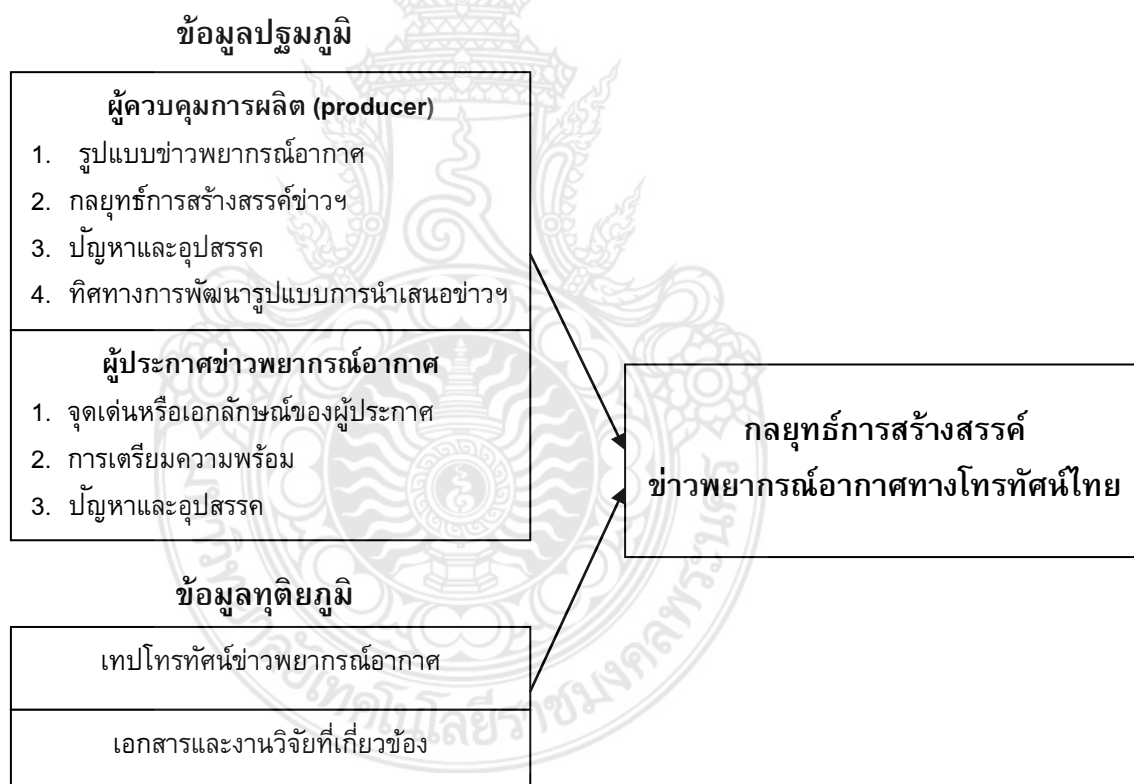 ข้อมูลปฐมภูมิ
ผู้ควบคุมการผลิต (producer)
1. รูปแบบข่าวพยากรณ์อากาศ
2. กลยุทธ์การสร้างสรรค์ข่าวฯ
3. ปัญหาและอุปสรรค
4. ทิศทางการพัฒนารูปแบบการนำเสนอข่าวฯ
ผู้ประกาศข่าวพยากรณ์อากาศ
1. จุดเด่นหรือเอกลักษณ์ของผู้ประกาศ
2. การเตรียมความพร้อม
3. ปัญหาและอุปสรรค
กลยุทธ์การสร้างสรรค์
ข่าวพยากรณ์อากาศทางโทรทัศน์ไทย
ข้อมูลทุติยภูมิ
เทปโทรทัศน์ข่าวพยากรณ์อากาศ
เอกสารและงานวิจัยที่เกี่ยวข้อง